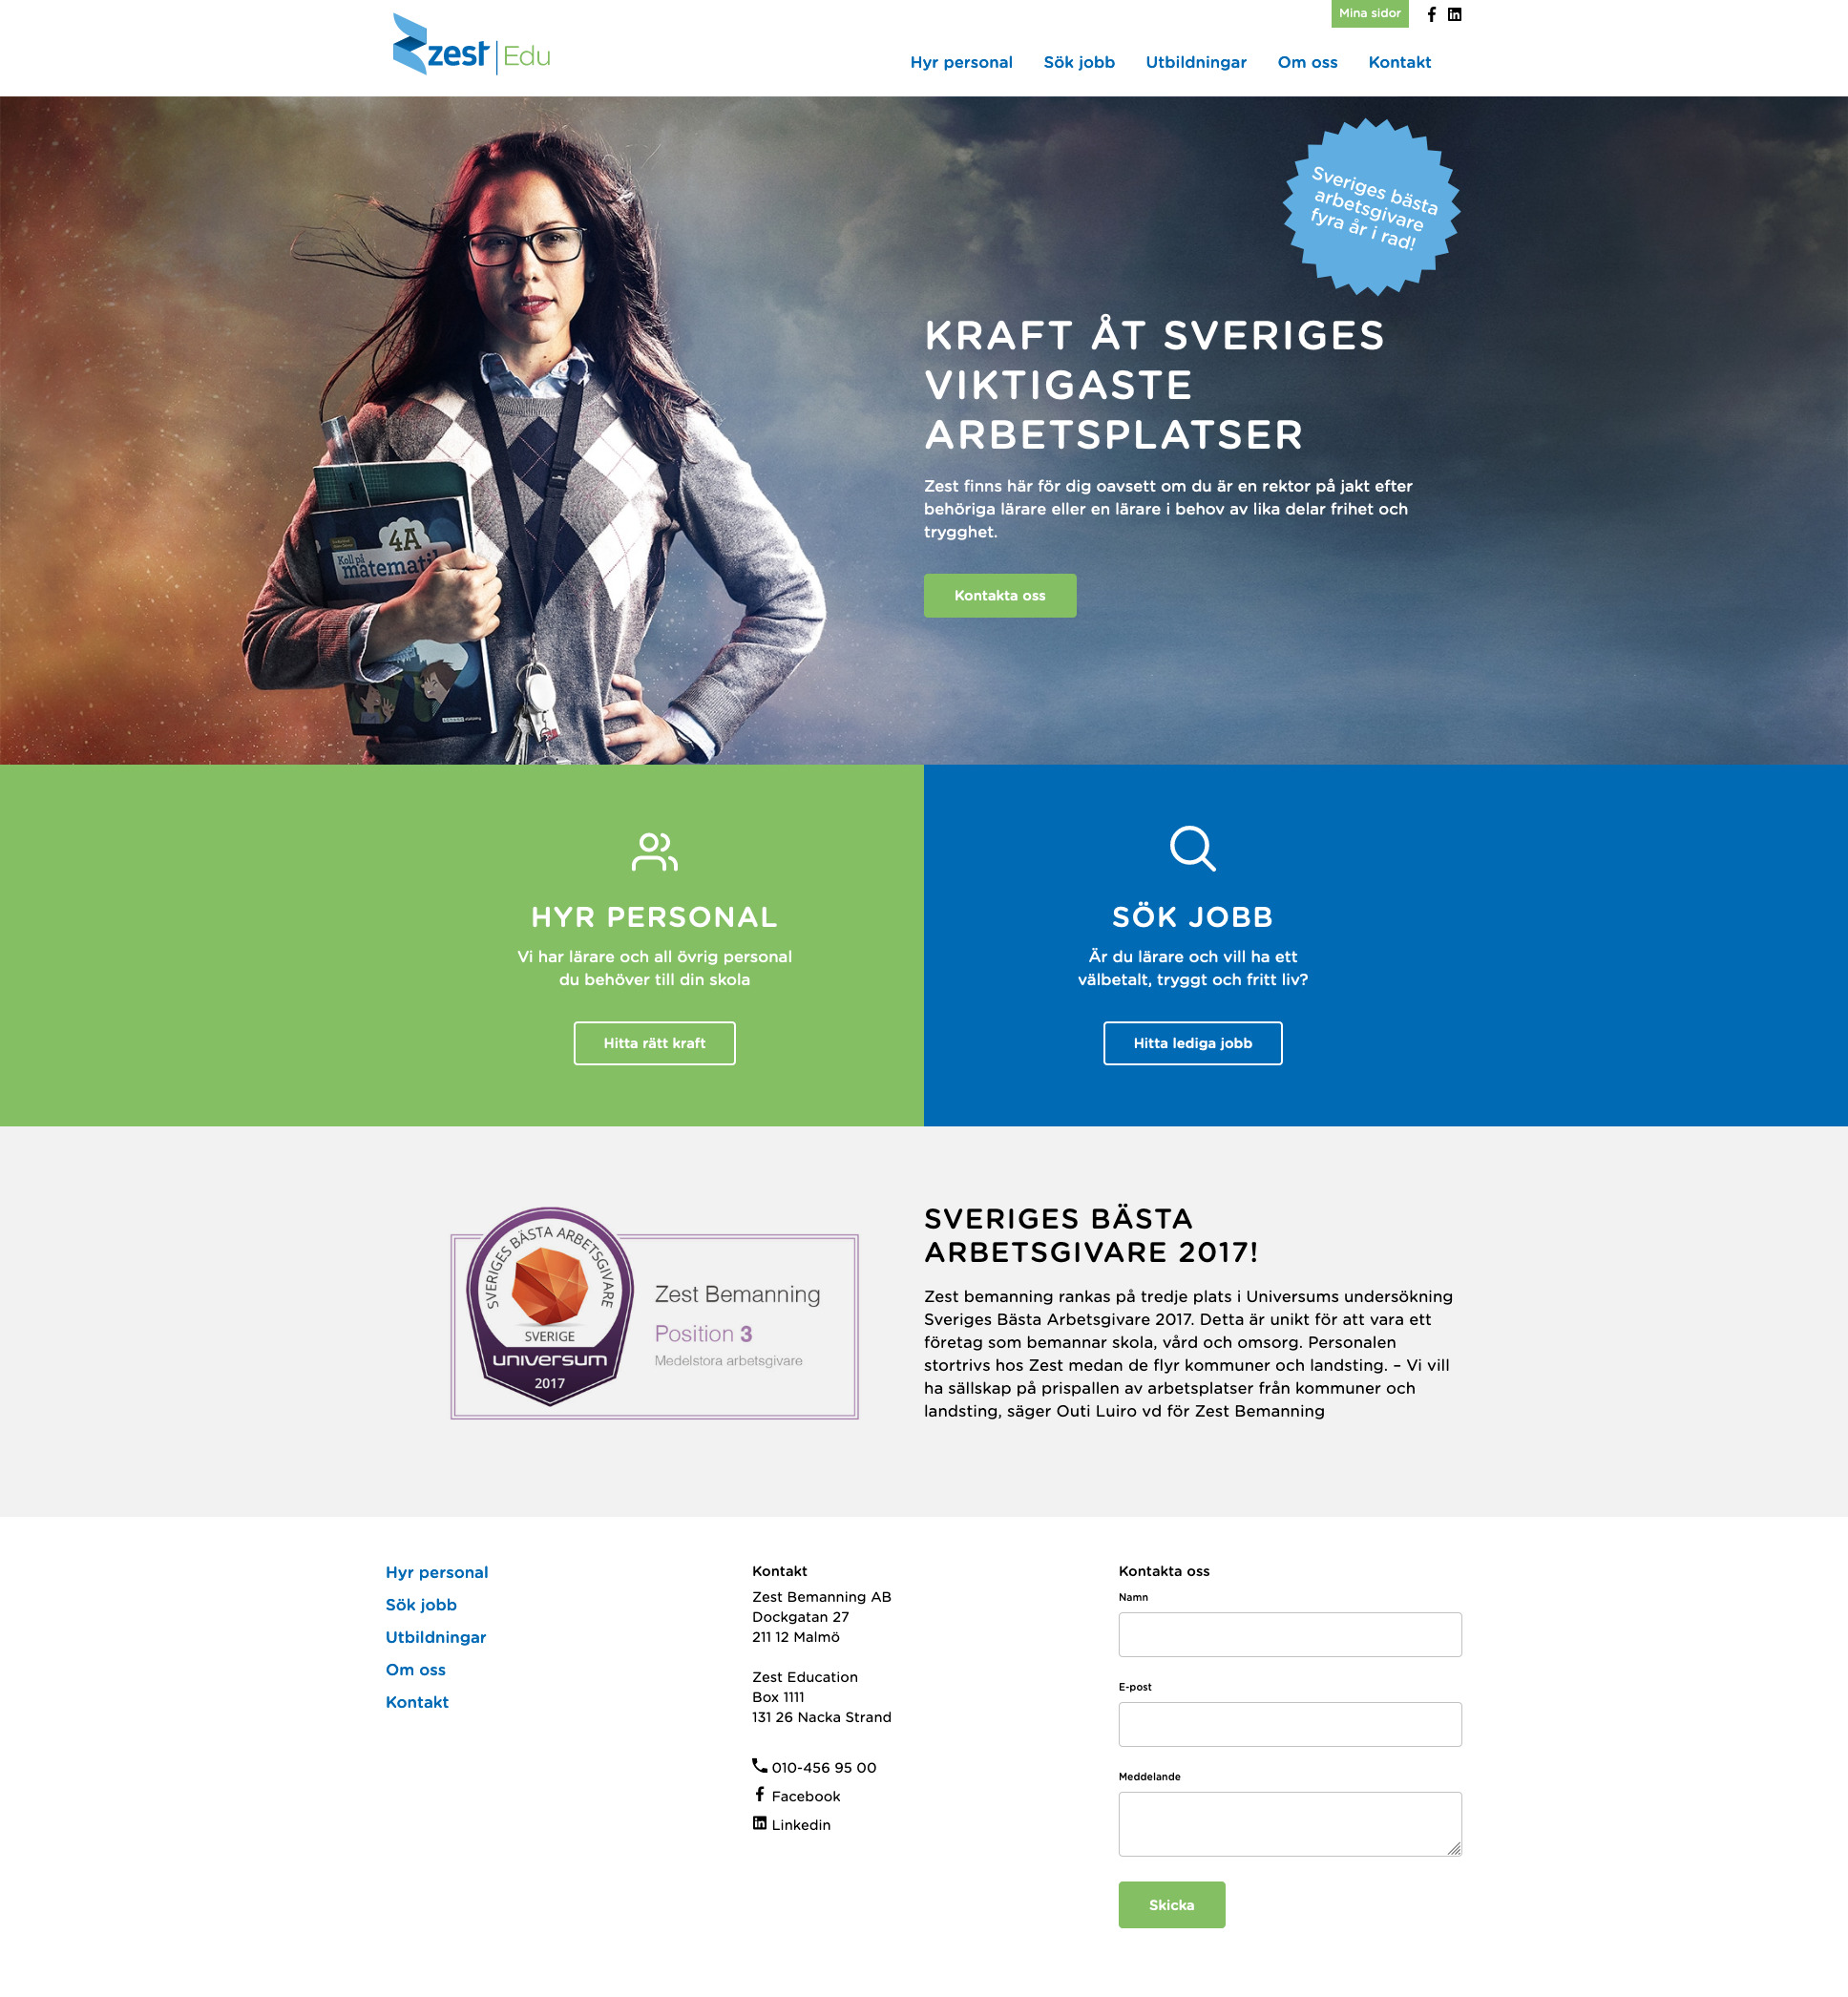 zest Edu
Mina sidor
Hyr personal Sök jobb Utbildningar Om oss Kontakt
Sveriges bästa
arbetsgivare
fyra år i rad!
KRAFT ÅT SVERIGES
VIKTIGASTE
ARBETSPLATSER
Zest finns här för dig oavsett om du är en rektor på jakt efter
behöriga lärare eller en lärare i behov av lika delar frihet och
trygghet.
Kontakta oss
4A
Koll på
matemati
HYR PERSONAL
Vi har lärare och all övrig personal
du behöver till din skola
Hitta rätt kraft
SÖK JOBB
Är du lärare och vill ha ett
välbetalt, tryggt och fritt liv?
Hitta lediga jobb
SVERIGES BÄSTA ARBETSGIVARE
SVERIGE
universum
2017
Zest Bemanning
Position 3
Medelstora arbetsgivare
SVERIGES BÄSTA
ARBETSGIVARE 2017!
Zest bemanning rankas på tredje plats i Universums undersökning
Sveriges Bästa Arbetsgivare 2017. Detta är unikt för att vara ett
företag som bemannar skola, vård och omsorg. Personalen
stortrivs hos Zest medan de flyr kommuner och landsting. – Vi vill
ha sällskap på prispallen av arbetsplatser från kommuner och
landsting, säger Outi Luiro vd för Zest Bemanning
Hyr personal
Sök jobb
Utbildningar
Om oss
Kontakt
Kontakt
Zest Bemanning AB
Dockgatan 27
211 12 Malmö
Zest Education
Box 1111
131 26 Nacka Strand
010-456 95 00
Facebook
Linkedin
Kontakta oss
Namn
E-post
Meddelande
Skicka